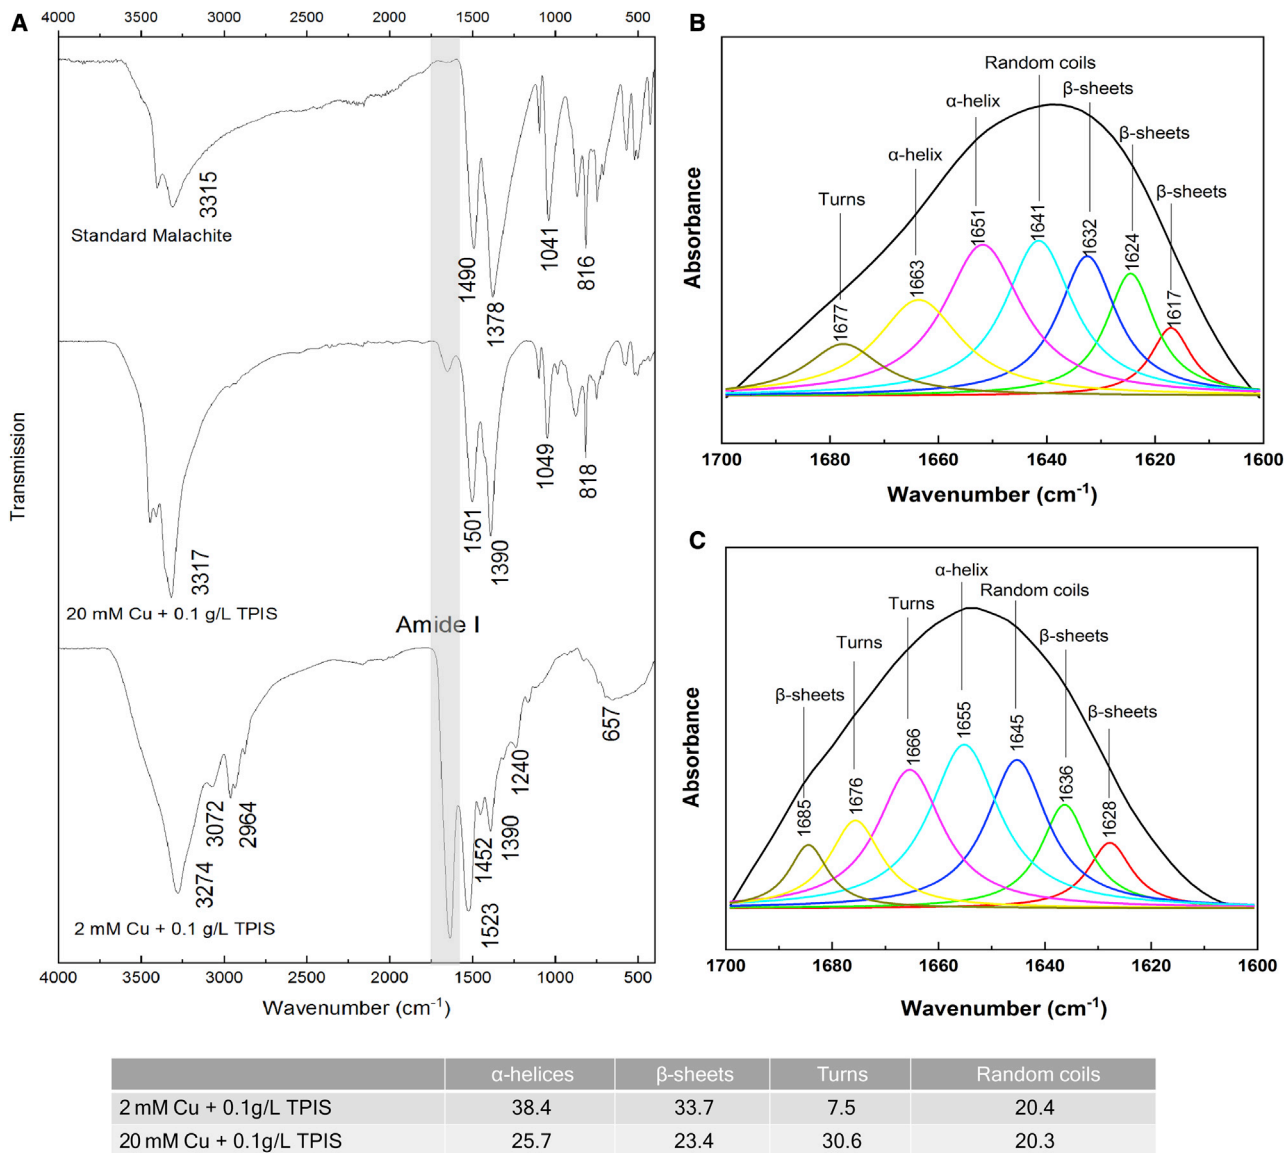 A
4000 3500 3000 2500 2000 1500 1000 500
3315
Standard Malachite
1490
1378
1041
816
3317
20 mM Cu + 0.1 g/L TPIS
1501
1390
1049
818
Amide I
3274
3072
2964
2 mM Cu + 0.1 g/L TPIS
1523
1452
1390
1240
657
Transmission
4000 3500 3000 2500 2000 1500 1000 500
Wavenumber (cm⁻¹)
B
Absorbance
Turns
α-helix
α-helix
Random coils
β-sheets
β-sheets
β-sheets
1677
1663
1651
1641
1632
1624
1617
1700 1680 1660 1640 1620 1600
Wavenumber (cm⁻¹)
C
Absorbance
β-sheets
Turns
Turns
α-helix
Random coils
β-sheets
β-sheets
1685
1676
1666
1655
1645
1636
1628
1700 1680 1660 1640 1620 1600
Wavenumber (cm⁻¹)
α-helices β-sheets Turns Random coils
2 mM Cu + 0.1g/L TPIS 38.4 33.7 7.5 20.4
20 mM Cu + 0.1g/L TPIS 25.7 23.4 30.6 20.3